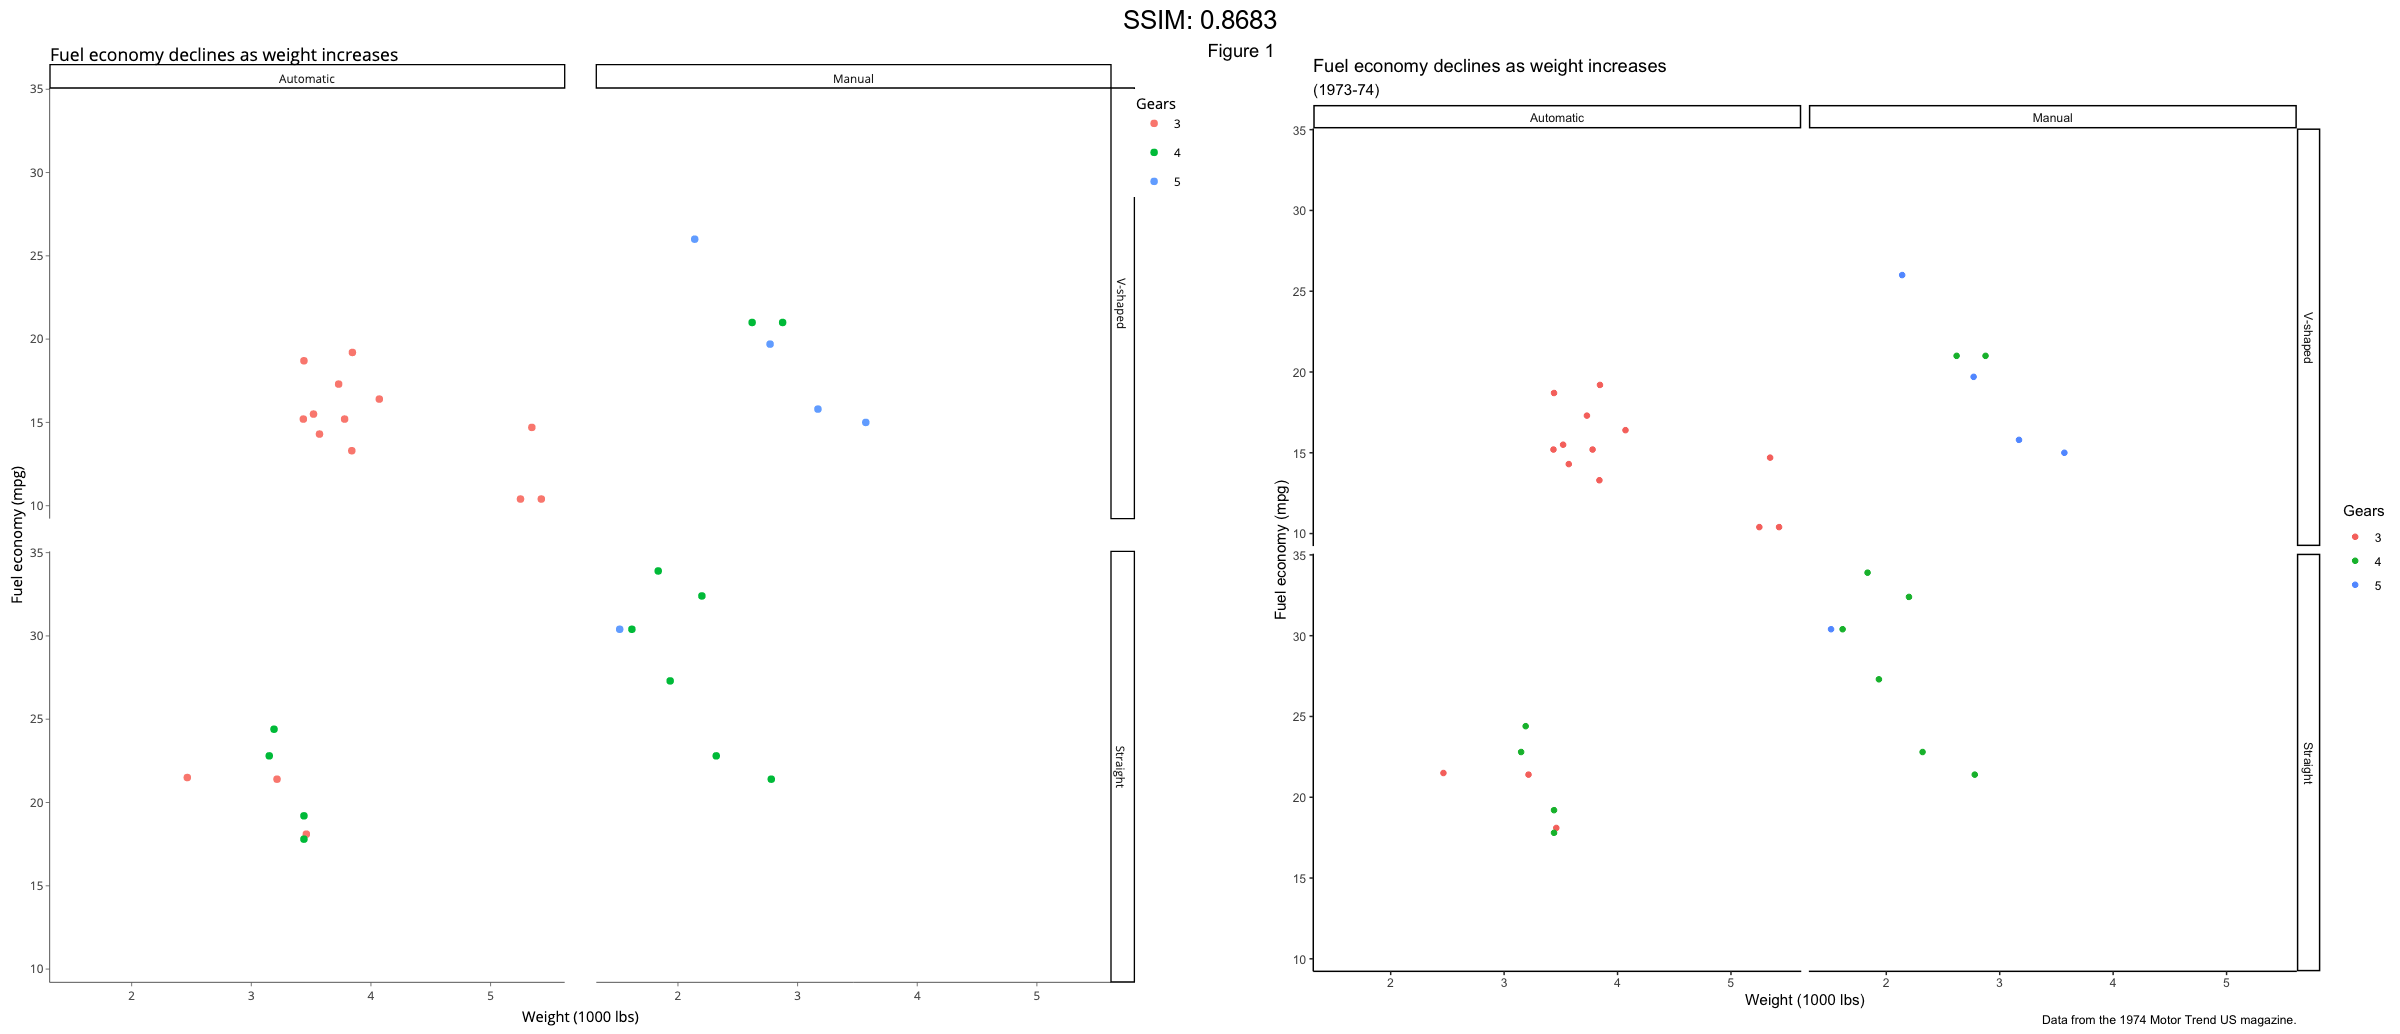 SSIM: 0.8683
Fuel economy declines as weight increases
Automatic
Manual
Gears
3
4
5
35
30
25
20
15
10
V-shaped
Fuel economy (mpg)
35
30
25
20
15
10
Straight
2
3
4
5
2
3
4
5
Weight (1000 lbs)
Figure 1
Fuel economy declines as weight increases
(1973-74)
Automatic
Manual
35
30
25
20
15
10
V-shaped
Fuel economy (mpg)
Gears
3
4
5
35
30
25
20
15
10
Straight
2
3
4
5
2
3
4
5
Weight (1000 lbs)
Data from the 1974 Motor Trend US magazine.